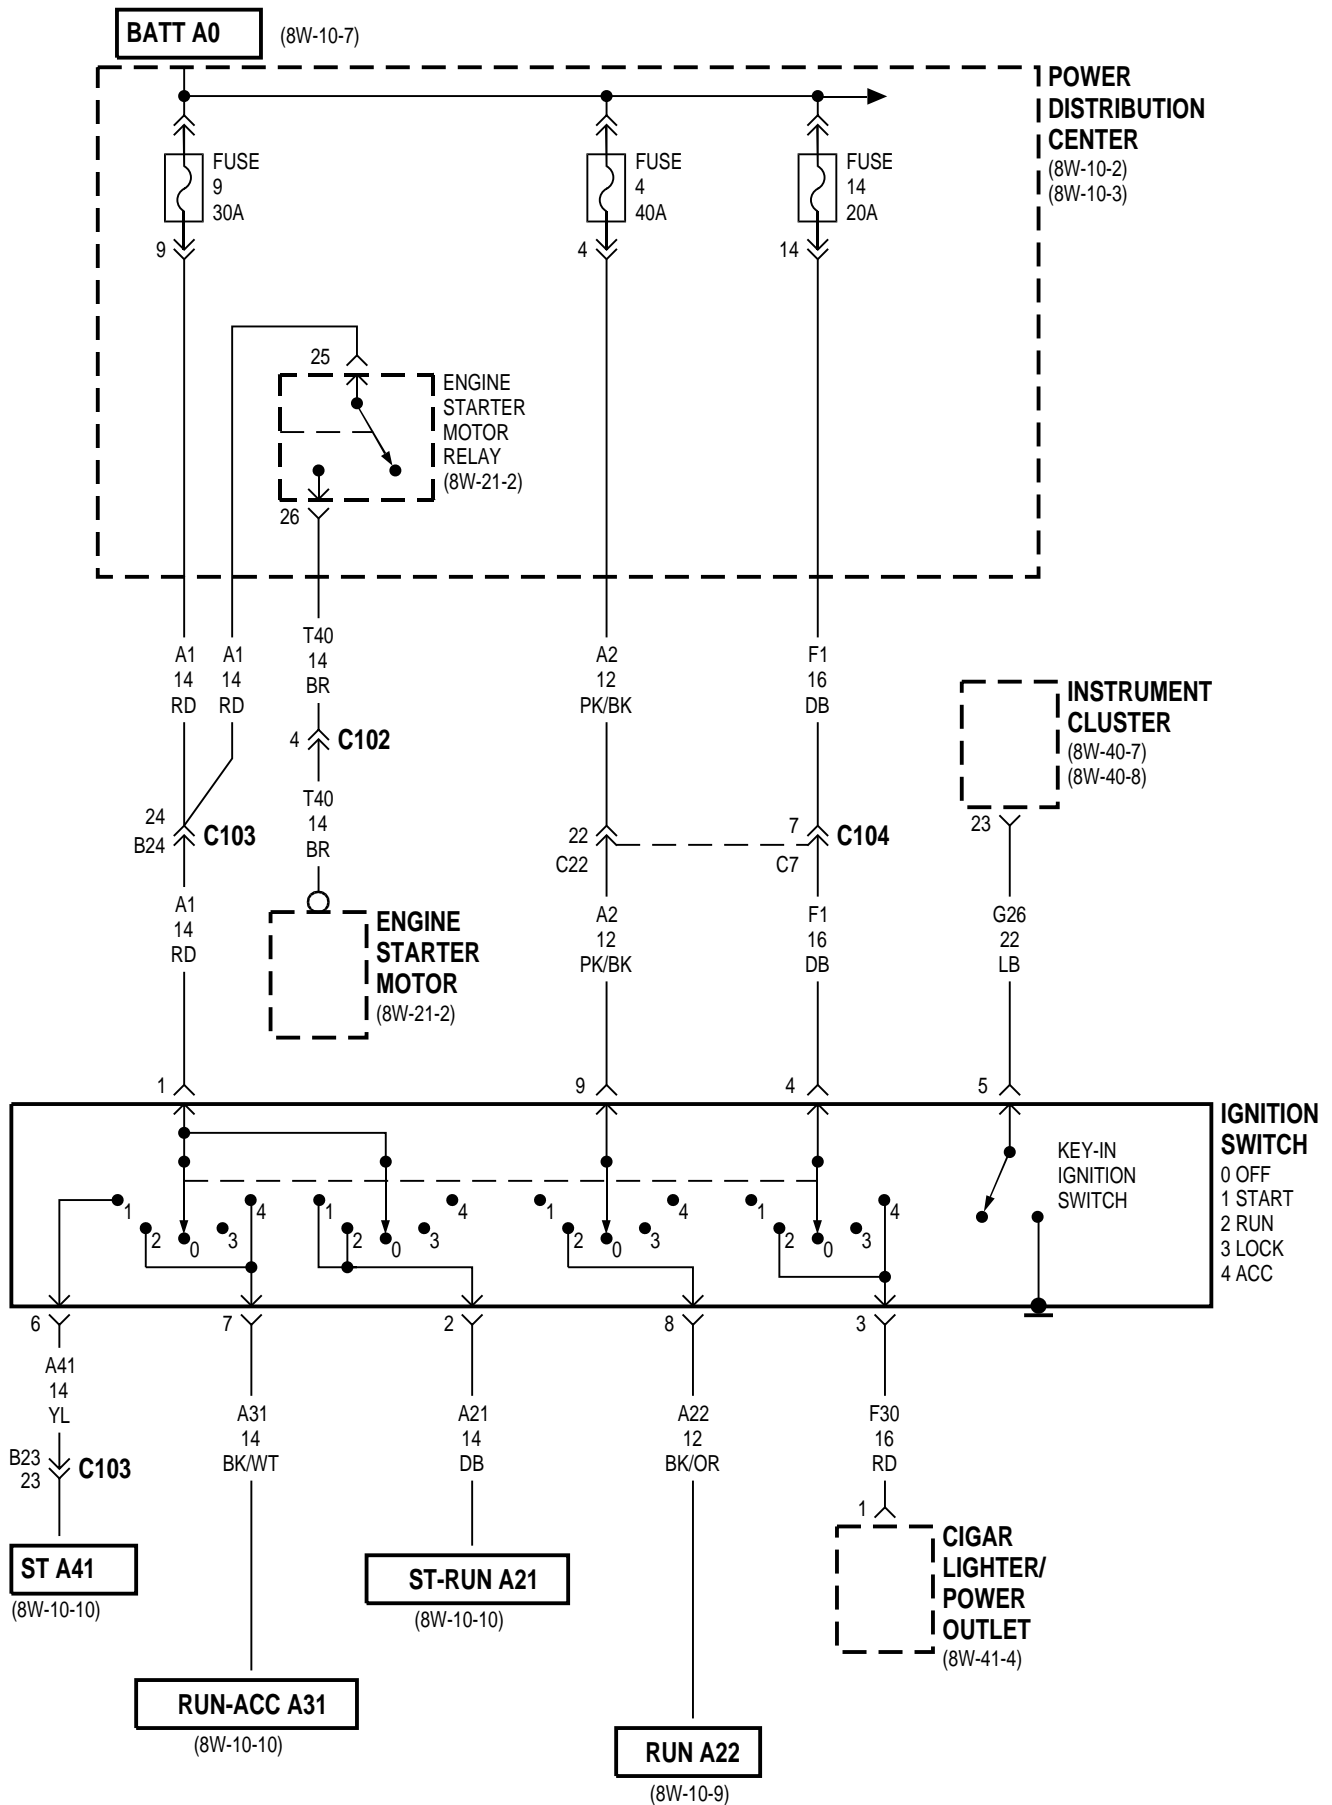 BATT A0
(8W-10-7)
POWER
DISTRIBUTION
CENTER
(8W-10-2)
(8W-10-3)
FUSE
9
30A
FUSE
4
40A
FUSE
14
20A
9
4
14
25
ENGINE
STARTER
MOTOR
RELAY
(8W-21-2)
26
A1
14
RD
A1
14
RD
T40
14
BR
A2
12
PK/BK
F1
16
DB
INSTRUMENT
CLUSTER
(8W-40-7)
(8W-40-8)
4
C102
T40
14
BR
24
B24
C103
22
C22
7
C7
C104
23
A1
14
RD
ENGINE
STARTER
MOTOR
(8W-21-2)
A2
12
PK/BK
F1
16
DB
G26
22
LB
1
9
4
5
IGNITION
SWITCH
0 OFF
1 START
2 RUN
3 LOCK
4 ACC
KEY-IN
IGNITION
SWITCH
1
2
0
3
4
1
2
0
3
4
1
2
0
3
4
1
2
0
3
4
6
7
2
8
3
A41
14
YL
A31
14
BK/WT
A21
14
DB
A22
12
BK/OR
F30
16
RD
B23
23
C103
1
ST A41
(8W-10-10)
ST-RUN A21
(8W-10-10)
CIGAR
LIGHTER/
POWER
OUTLET
(8W-41-4)
RUN-ACC A31
(8W-10-10)
RUN A22
(8W-10-9)